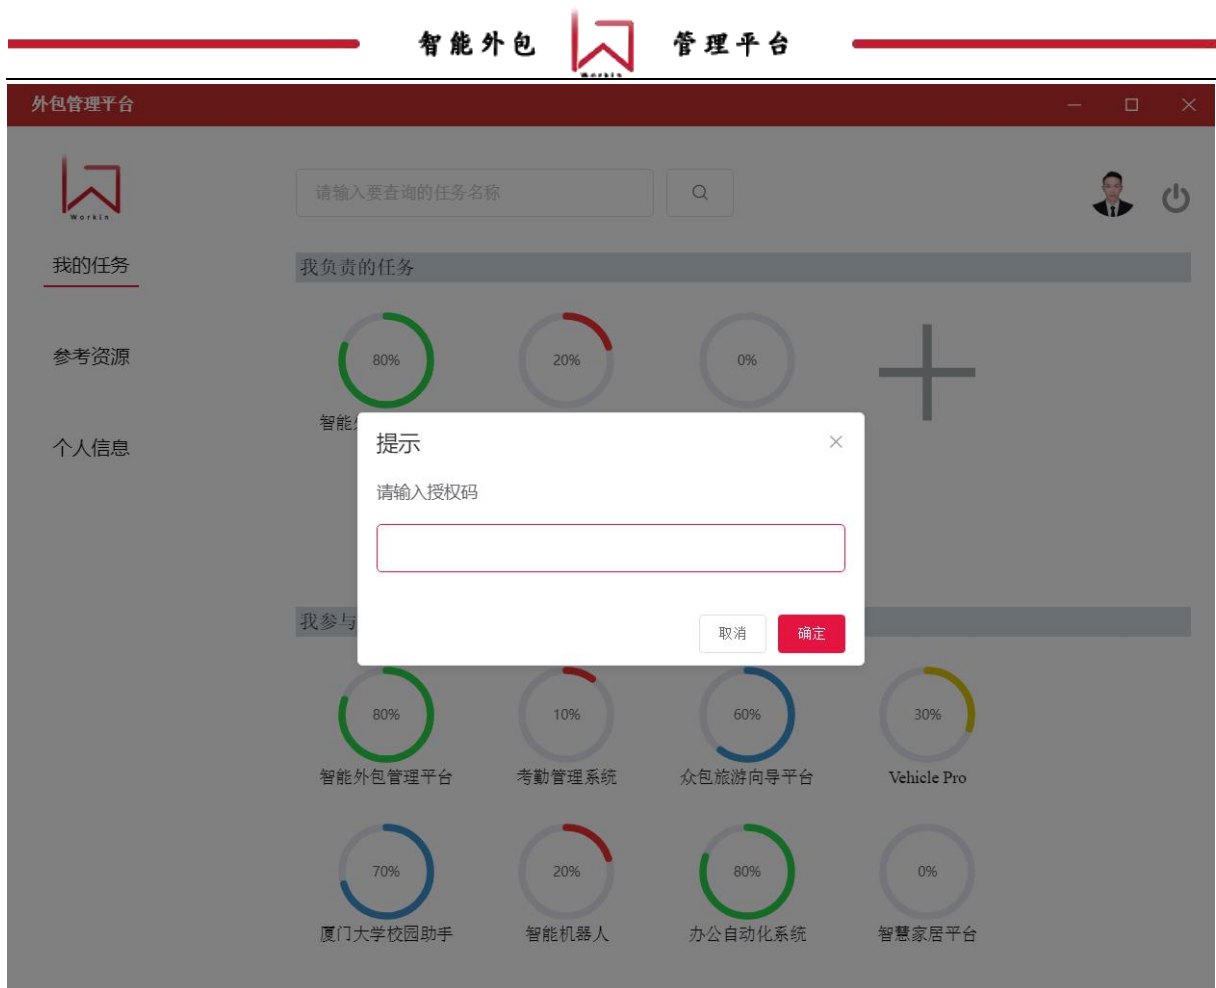 智能外包 Workin 管理平台
外包管理平台
Workin
请输入要查询的任务名称
我的任务
我负责的任务
参考资源
80% 20% 0%
智能
个人信息
提示
请输入授权码
取消 确定
我参与
80% 10% 60% 30%
智能外包管理平台 考勤管理系统 众包旅游向导平台 Vehicle Pro
70% 20% 80% 0%
厦门大学校园助手 智能机器人 办公自动化系统 智慧家居平台